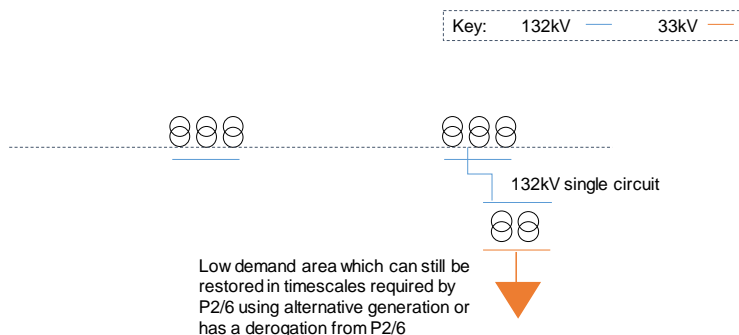 Key: 132kV 33kV
132kV single circuit
Low demand area which can still be
restored in timescales required by
P2/6 using alternative generation or
has a derogation from P2/6